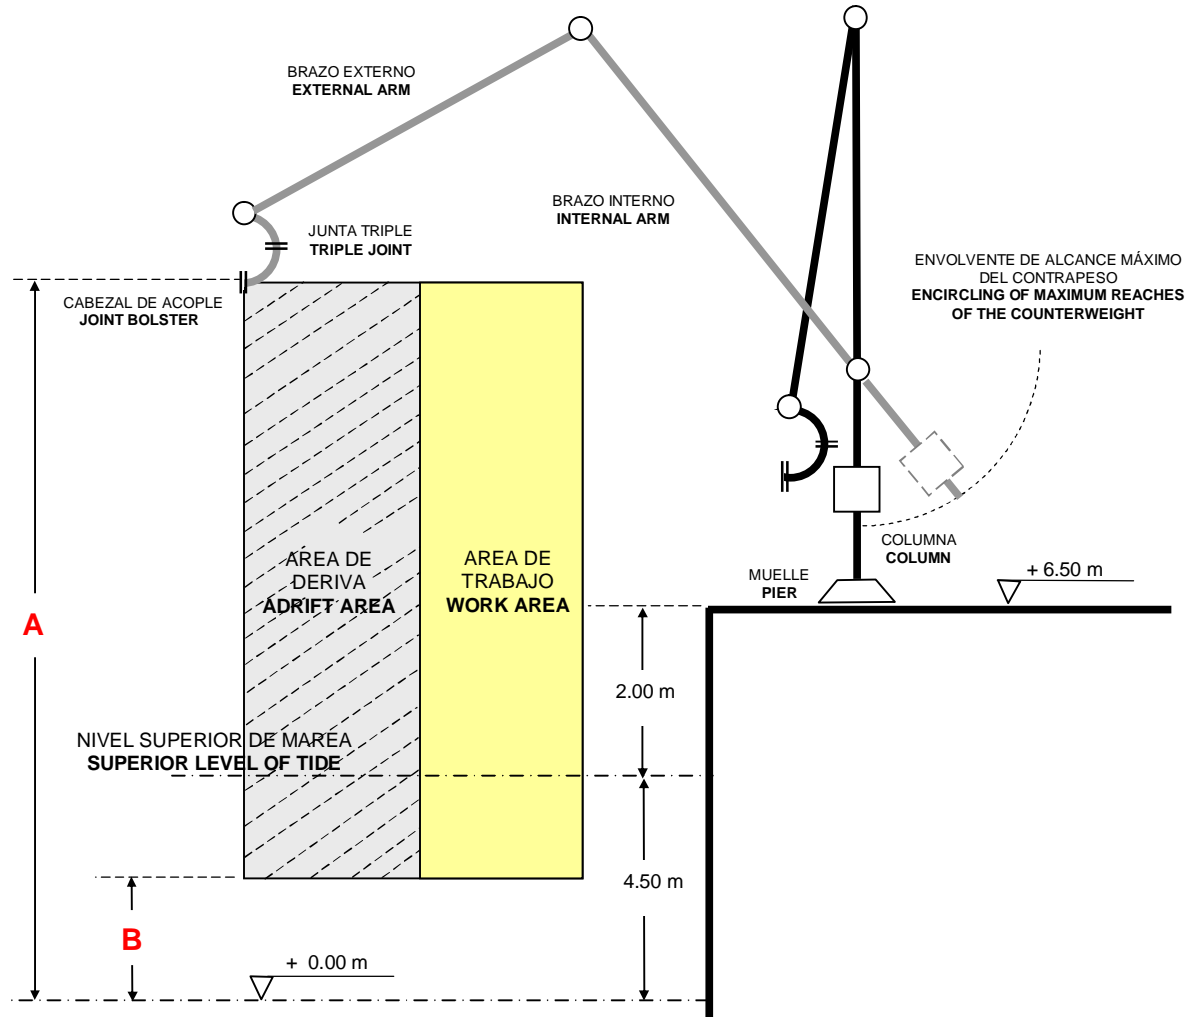 BRAZO EXTERNO
EXTERNAL ARM
BRAZO INTERNO
INTERNAL ARM
JUNTA TRIPLE
TRIPLE JOINT
ENVOLVENTE DE ALCANCE MÁXIMO
DEL CONTRAPESO
ENCIRCLING OF MAXIMUM REACHES
OF THE COUNTERWEIGHT
CABEZAL DE ACOPLE
JOINT BOLSTER
COLUMNA
COLUMN
AREA DE
DERIVA
ADRIFT AREA
AREA DE
TRABAJO
WORK AREA
MUELLE
PIER
+ 6.50 m
A
2.00 m
NIVEL SUPERIOR DE MAREA
SUPERIOR LEVEL OF TIDE
4.50 m
B
+ 0.00 m